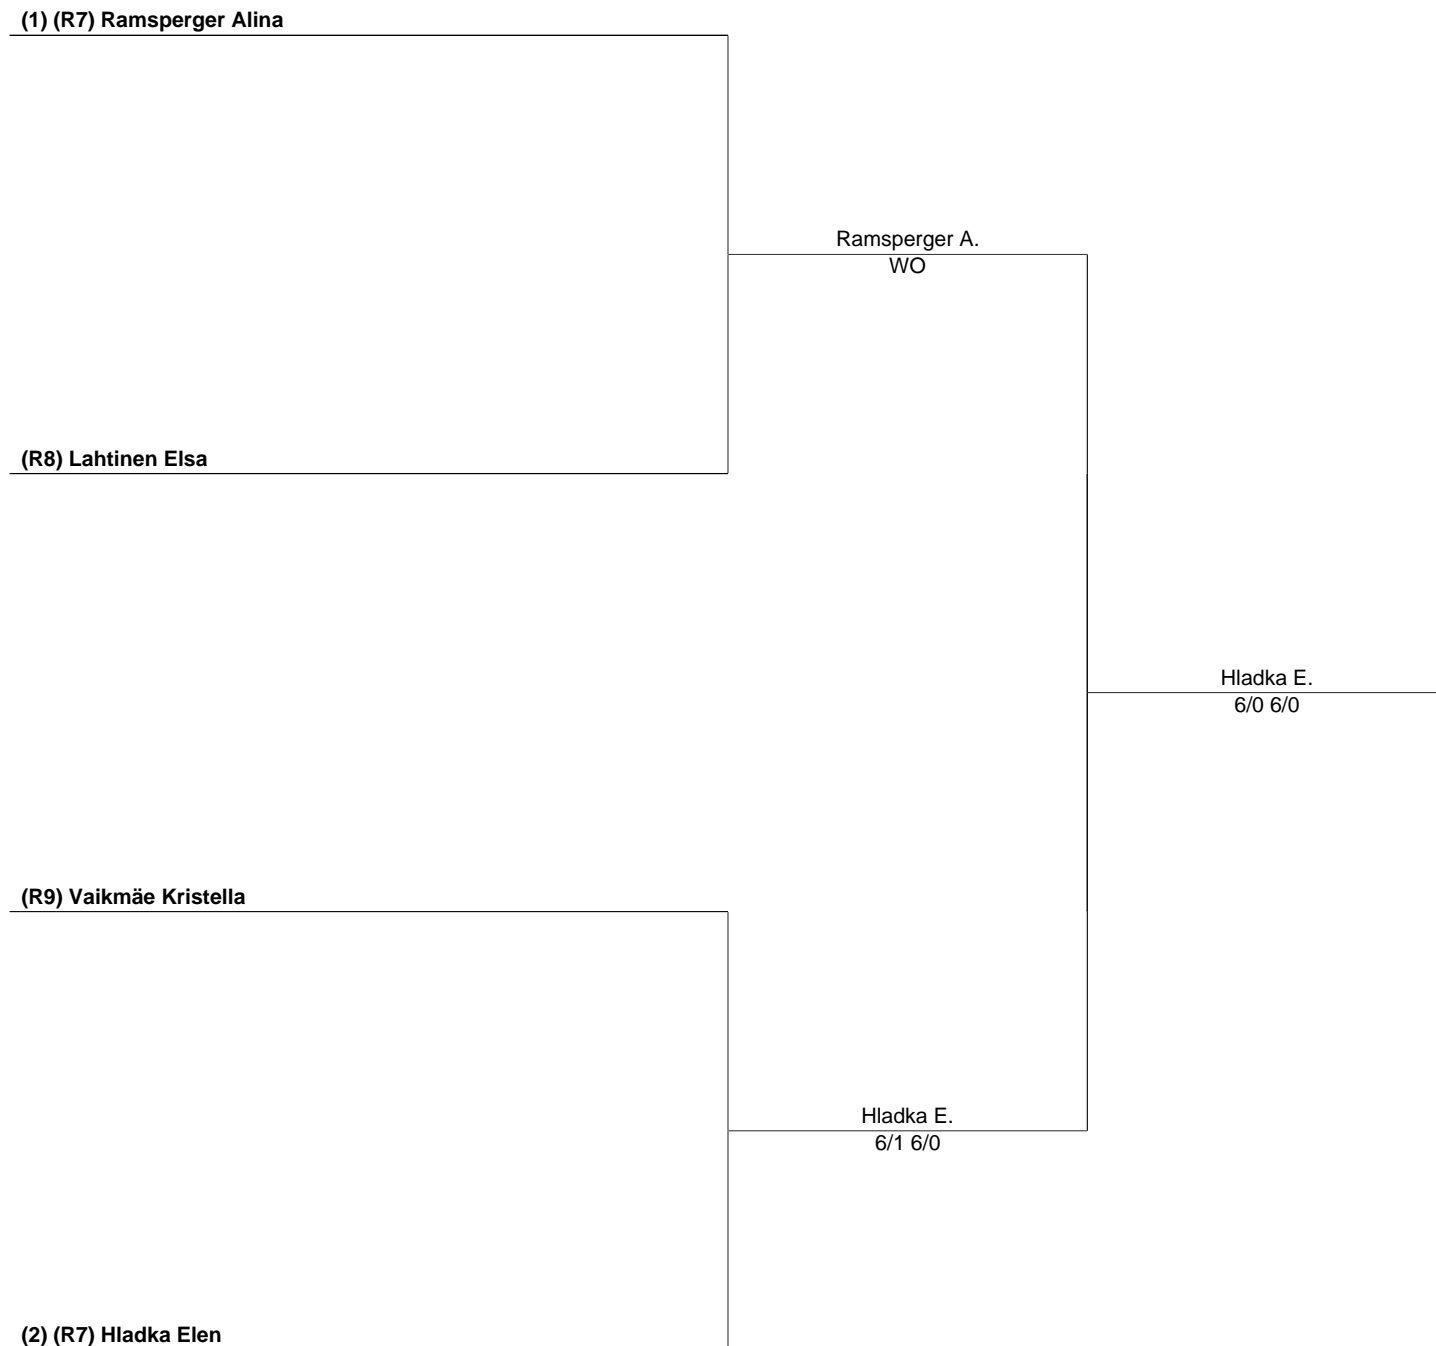 (1) (R7) Ramsperger Alina
Ramsperger A.
WO
(R8) Lahtinen Elsa
Hladka E.
6/0 6/0
(R9) Vaikmäe Kristella
Hladka E.
6/1 6/0
(2) (R7) Hladka Elen